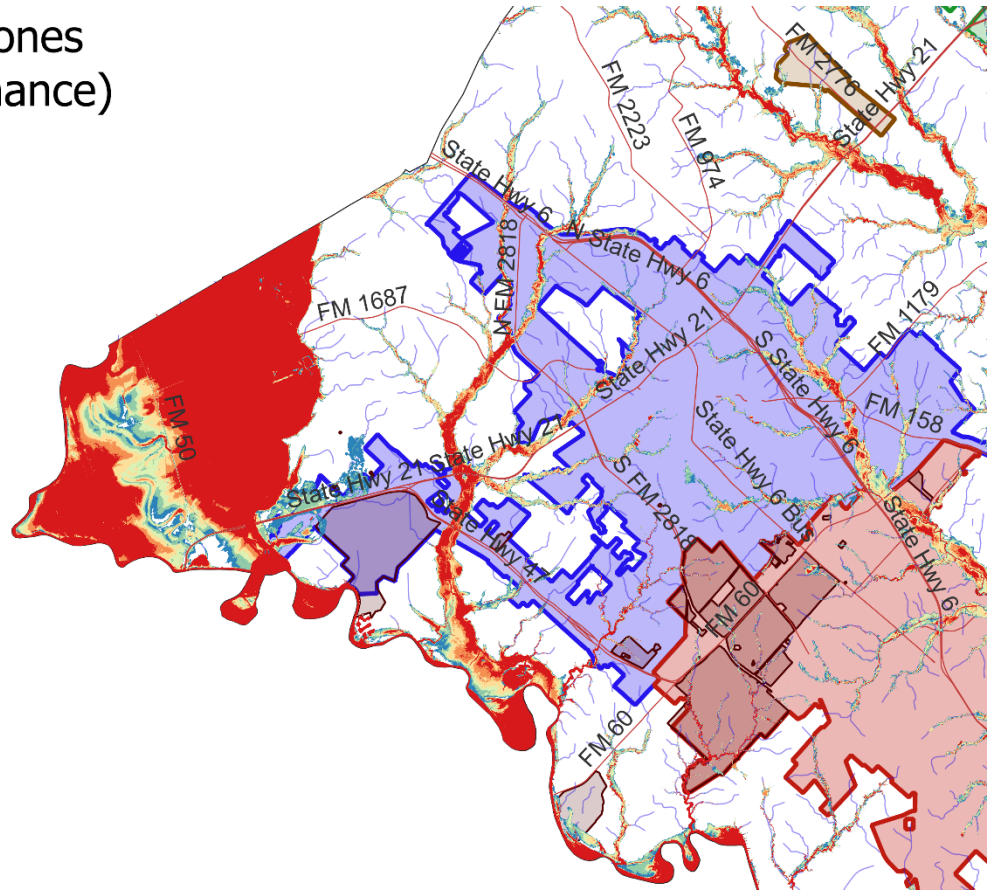 ones
ance)
FM 2776
State Hwy 21
FM 2223
FM 974
State Hwy 6
N State Hwy 6
N FM 2818
FM 1687
FM 1179
State Hwy 21
S State Hwy 6
FM 158
FM 50
State Hwy 21
State Hwy 21
State Hwy 6 Bus
S FM 2818
State Hwy 6
State Hwy 47
FM 60
FM 60